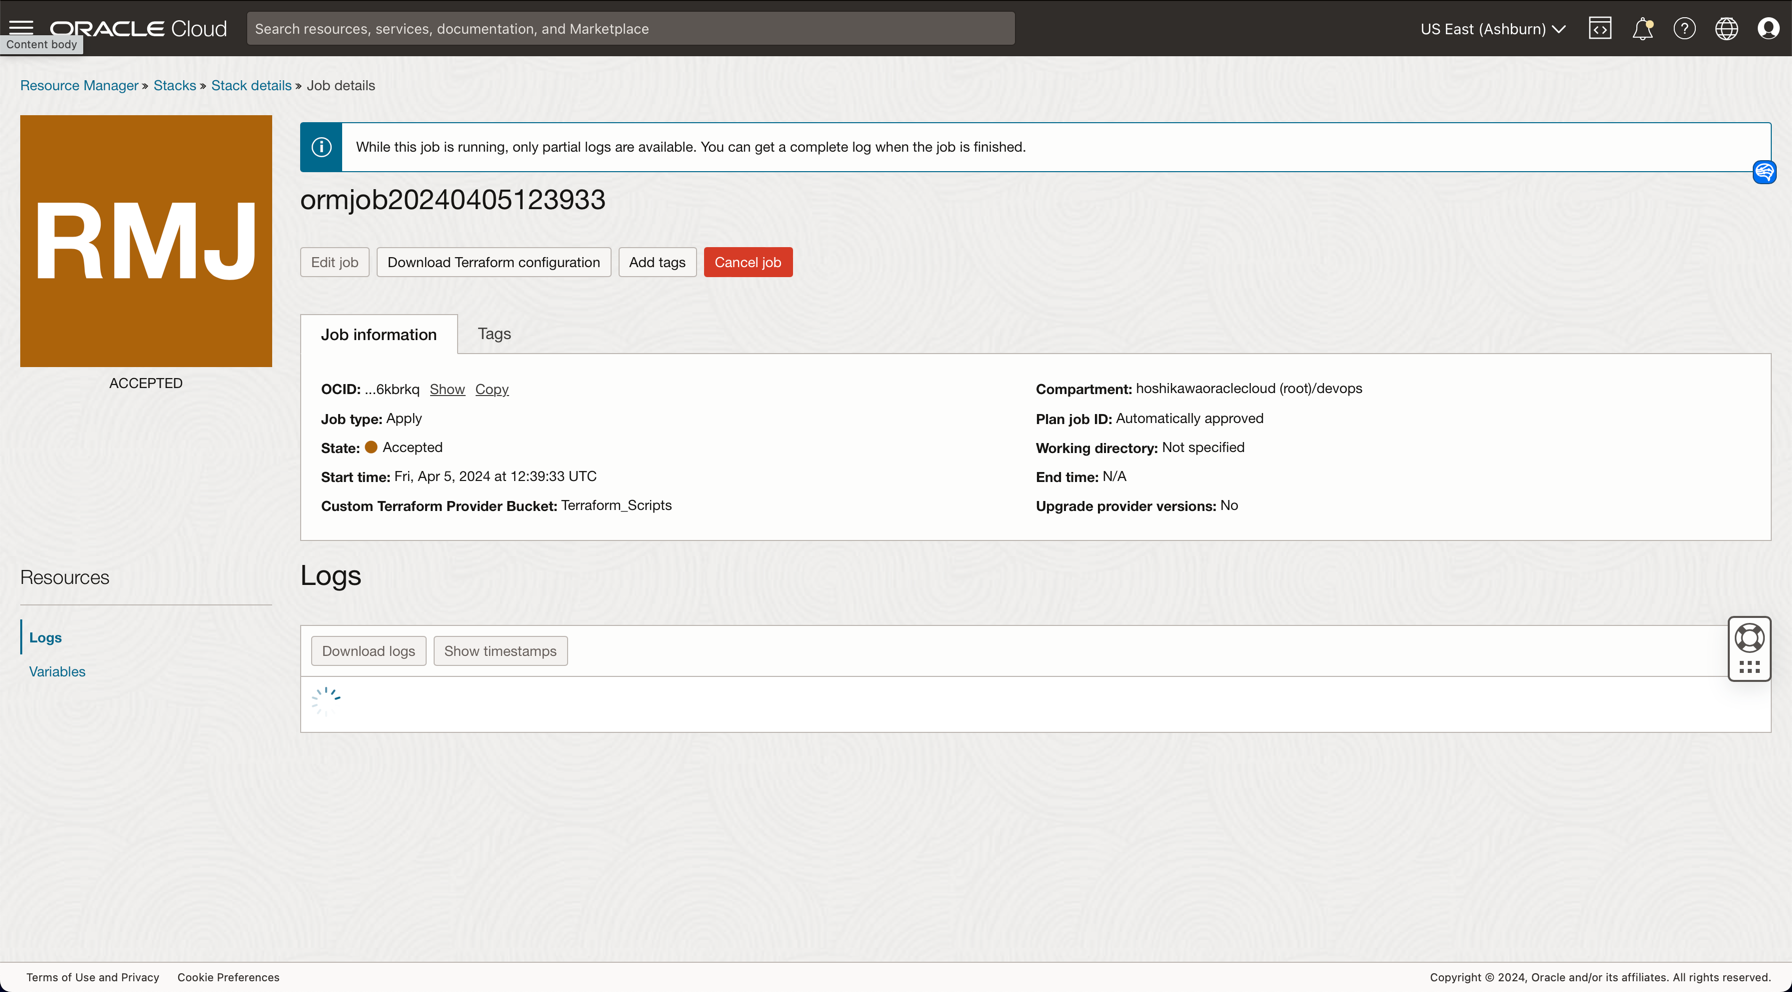 ORACLE Cloud
Search resources, services, documentation, and Marketplace
US East (Ashburn)
Content body
Resource Manager » Stacks » Stack details » Job details
RMJ
ACCEPTED
While this job is running, only partial logs are available. You can get a complete log when the job is finished.
ormjob20240405123933
Edit job
Download Terraform configuration
Add tags
Cancel job
Job information
Tags
OCID: ...6kbrkq Show Copy
Job type: Apply
State: Accepted
Start time: Fri, Apr 5, 2024 at 12:39:33 UTC
Custom Terraform Provider Bucket: Terraform_Scripts
Compartment: hoshikawaoraclecloud (root)/devops
Plan job ID: Automatically approved
Working directory: Not specified
End time: N/A
Upgrade provider versions: No
Resources
Logs
Variables
Logs
Download logs
Show timestamps
Terms of Use and Privacy
Cookie Preferences
Copyright © 2024, Oracle and/or its affiliates. All rights reserved.